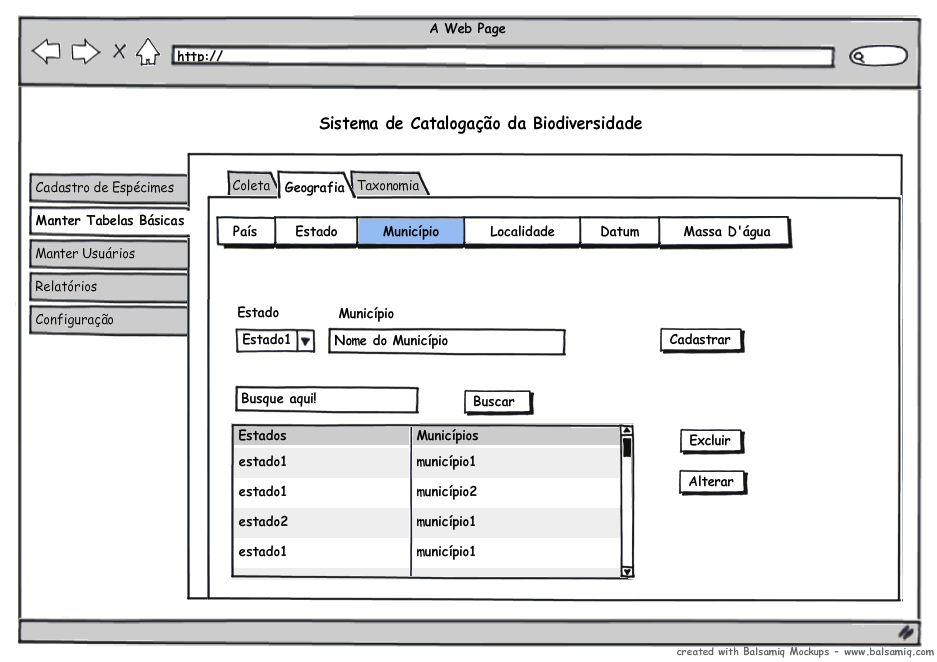 A Web Page
http://
Sistema de Catalogação da Biodiversidade
Cadastro de Espécimes
Manter Tabelas Básicas
Manter Usuários
Relatórios
Configuração
Coleta Geografia Taxonomia
País Estado Município Localidade Datum Massa D'água
Estado Município
Estado1 Nome do Município Cadastrar
Busque aqui! Buscar
Estados Municípios
estado1 município1
estado1 município2
estado2 município1
estado1 município1
Excluir
Alterar
created with Balsamiq Mockups - www.balsamiq.com